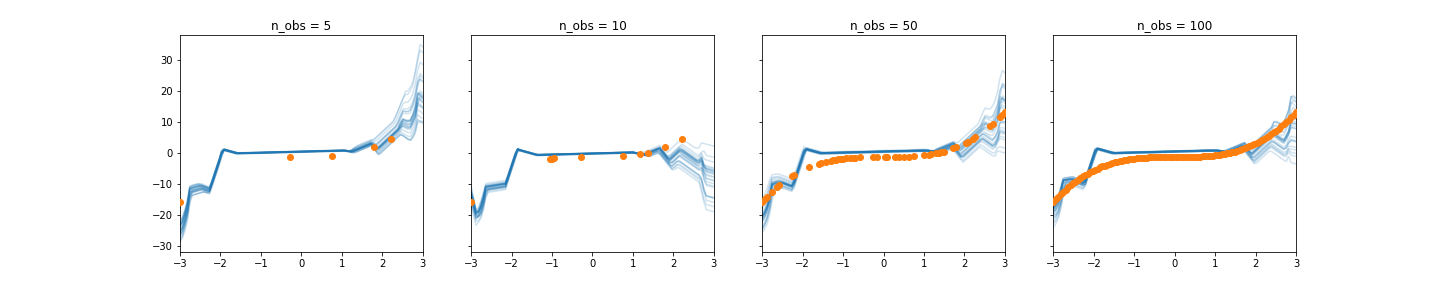 n_obs = 5
n_obs = 10
n_obs = 50
n_obs = 100
30
20
10
0
−10
−20
−30
−3 −2 −1 0 1 2 3
−3 −2 −1 0 1 2 3
−3 −2 −1 0 1 2 3
−3 −2 −1 0 1 2 3